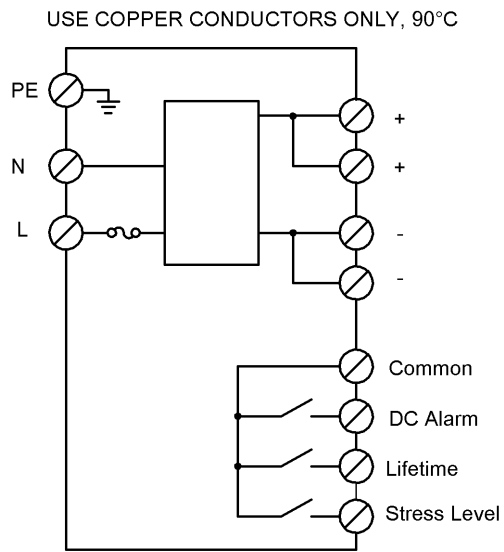 USE COPPER CONDUCTORS ONLY, 90°C
PE
N
L
+
+
-
-
Common
DC Alarm
Lifetime
Stress Level